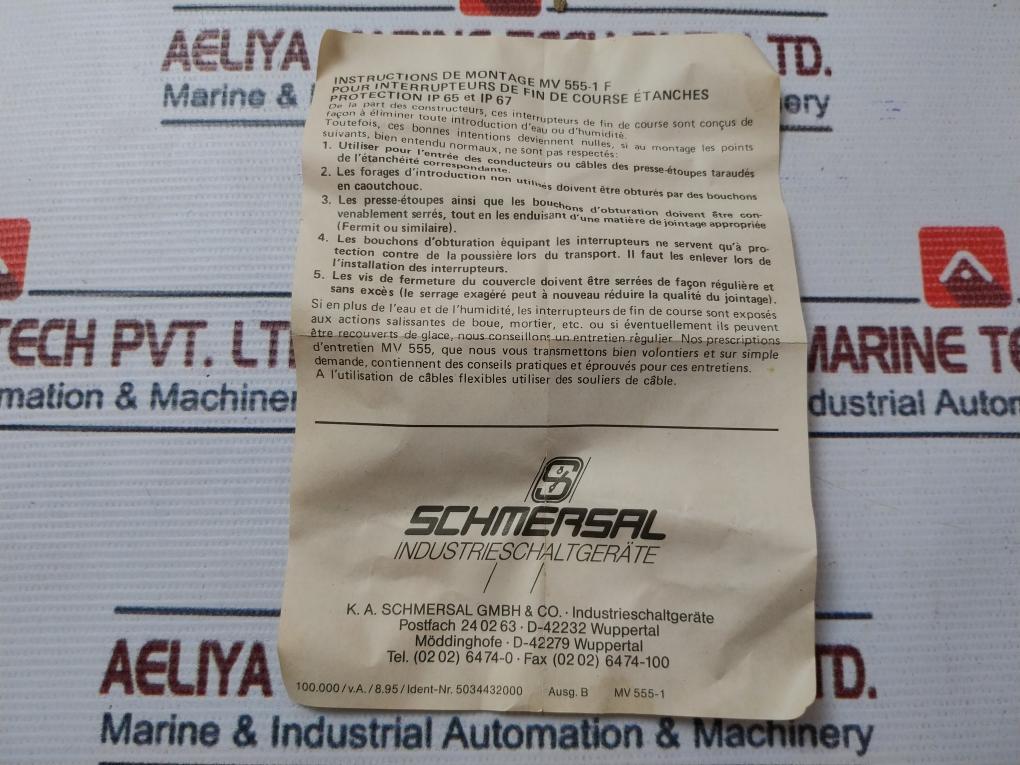 AELIYA MARINE TECH PVT. LTD.
Marine & Industrial Automation & Machinery
INSTRUCTIONS DE MONTAGE MV 555-1 F
POUR INTERRUPTEURS DE FIN DE COURSE ÉTANCHES
PROTECTION IP 65 et IP 67
De la part des constructeurs, ces interrupteurs de fin de course sont conçus de
façon à éliminer toute introduction d'eau ou d'humidité.
Toutefois, ces bonnes intentions deviennent nulles, si au montage les points
suivants, bien entendu normaux, ne sont pas respectés:
1. Utiliser pour l'entrée des conducteurs ou câbles des presse-étoupes taraudés
de l'étanchéité correspondante.
2. Les forages d'introduction non utilisés doivent être obturés par des bouchons
en caoutchouc.
3. Les presse-étoupes ainsi que les bouchons d'obturation doivent être con-
venablement serrés, tout en les enduisant d'une matière de jointage appropriée
(Fermit ou similaire).
4. Les bouchons d'obturation équipant les interrupteurs ne servent qu'à pro-
tection contre de la poussière lors du transport. Il faut les enlever lors de
l'installation des interrupteurs.
5. Les vis de fermeture du couvercle doivent être serrées de façon régulière et
sans excès (le serrage exagéré peut à nouveau réduire la qualité du jointage).
Si en plus de l'eau et de l'humidité, les interrupteurs de fin de course sont exposés
aux actions salissantes de boue, mortier, etc. ou si éventuellement ils peuvent
être recouverts de glace, nous conseillons un entretien régulier. Nos prescriptions
d'entretien MV 555, que nous vous transmettons bien volontiers et sur simple
demande, contiennent des conseils pratiques et éprouvés pour ces entretiens.
A l'utilisation de câbles flexibles utiliser des souliers de câble.
TECH PVT. LT
mation & Machiner
MARINE TE
dustrial Autom
SCHMERSAL
INDUSTRIESCHALTGERÄTE
K. A. SCHMERSAL GMBH & CO. · Industrieschaltgeräte
Postfach 24 02 63 · D-42232 Wuppertal
Möddinghofe · D-42279 Wuppertal
Tel. (02 02) 6474-0 · Fax (02 02) 6474-100
100.000 / v.A. / 8.95 / Ident-Nr. 5034432000 Ausg. B MV 555-1
AELIYA LTD.
Marine & Industrial Automation & Machinery